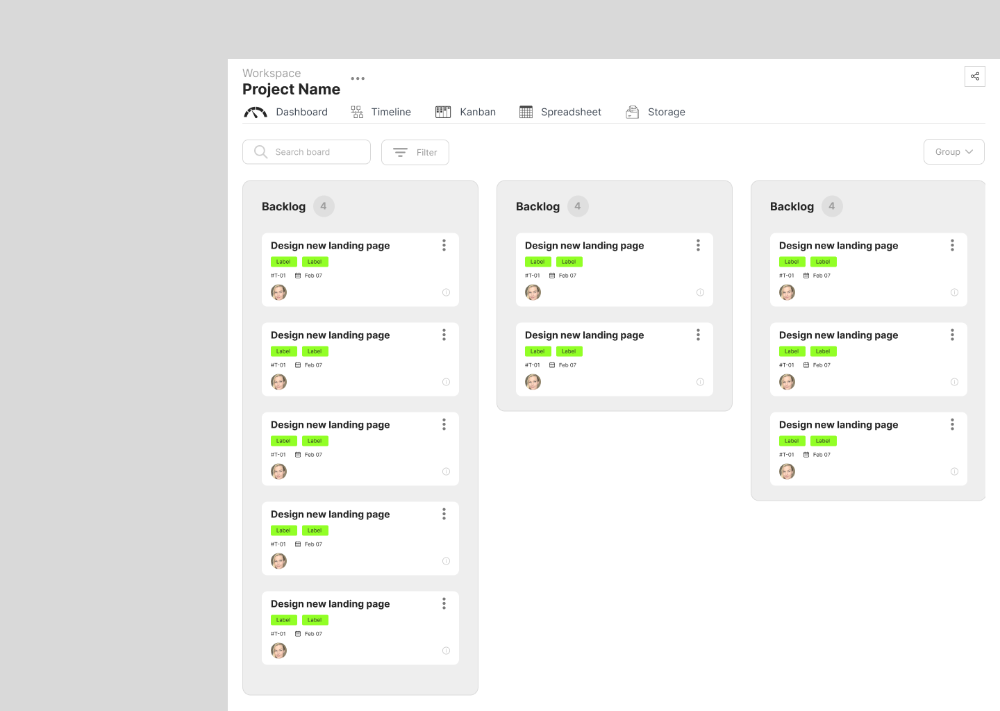 Workspace
Project Name
Dashboard Timeline Kanban Spreadsheet Storage
Search board Filter Group
Backlog 4
Design new landing page
Label Label
#T-01 Feb 07
Design new landing page
Label Label
#T-01 Feb 07
Design new landing page
Label Label
#T-01 Feb 07
Design new landing page
Label Label
#T-01 Feb 07
Design new landing page
Label Label
#T-01 Feb 07
Backlog 4
Design new landing page
Label Label
#T-01 Feb 07
Design new landing page
Label Label
#T-01 Feb 07
Backlog 4
Design new landing page
Label Label
#T-01 Feb 07
Design new landing page
Label Label
#T-01 Feb 07
Design new landing page
Label Label
#T-01 Feb 07